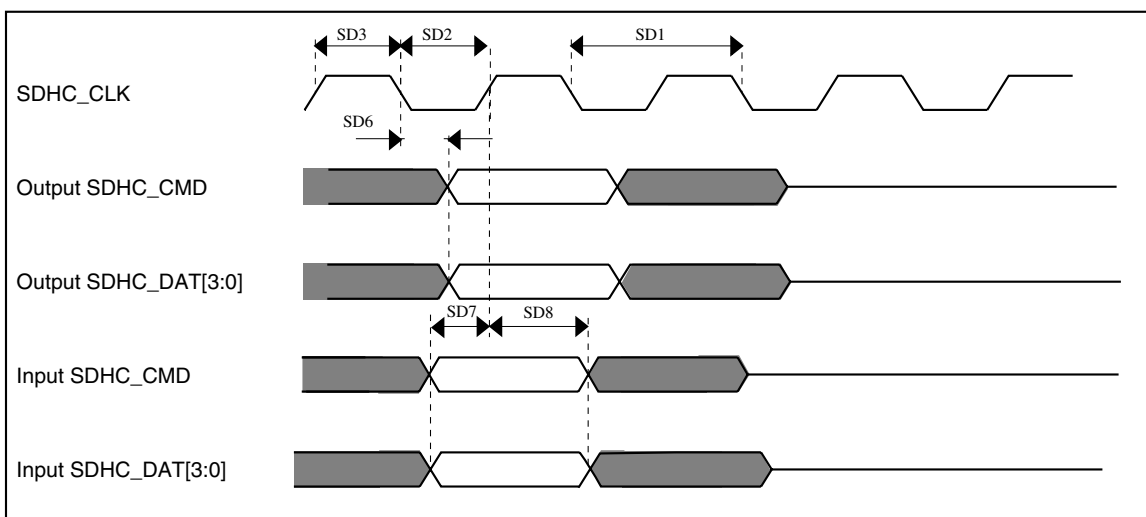 SD3 SD2 SD1
SDHC_CLK
SD6
Output SDHC_CMD
Output SDHC_DAT[3:0]
SD7 SD8
Input SDHC_CMD
Input SDHC_DAT[3:0]